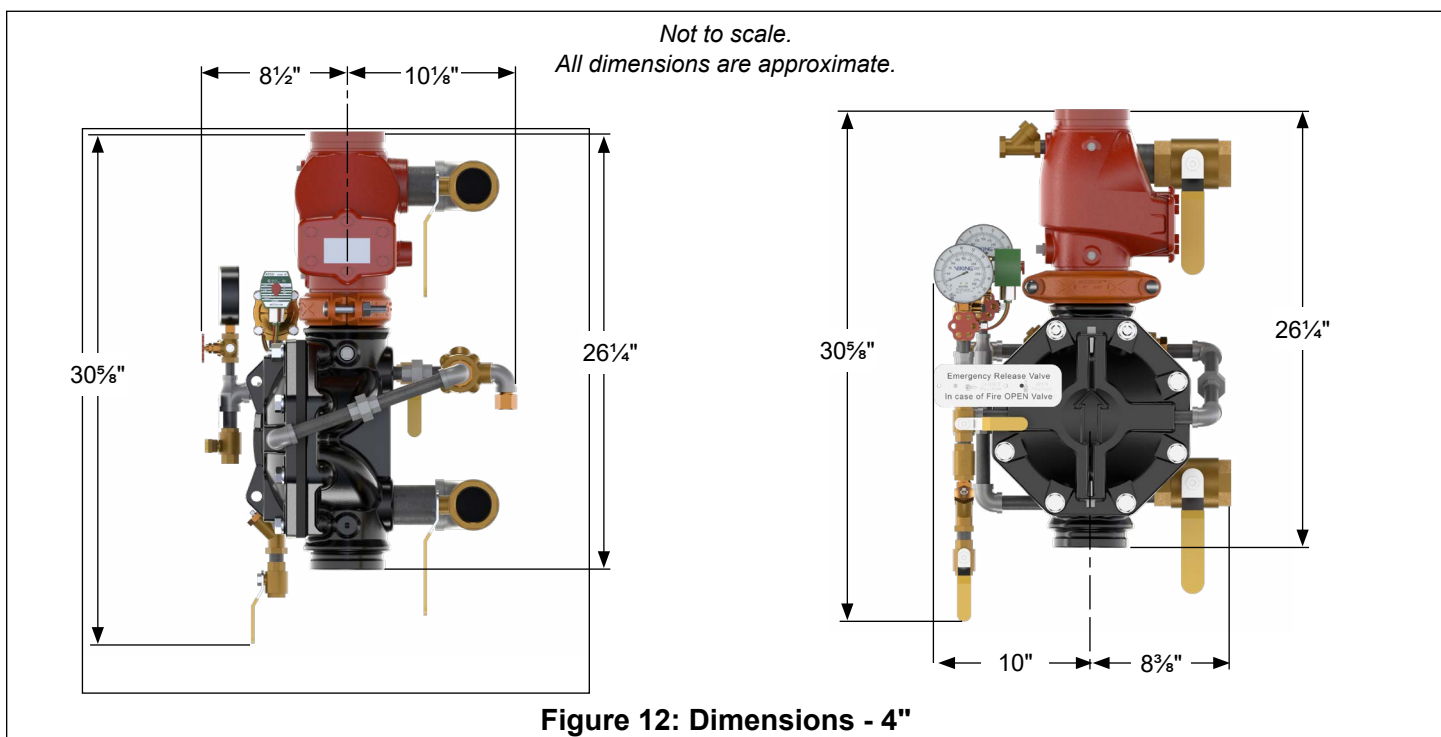 Not to scale.
All dimensions are approximate.
8½"
10⅛"
30⅝"
26¼"
30⅝"
26¼"
VIKING
Emergency Release Valve
In case of Fire OPEN Valve
10"
8⅜"
Figure 12: Dimensions - 4"